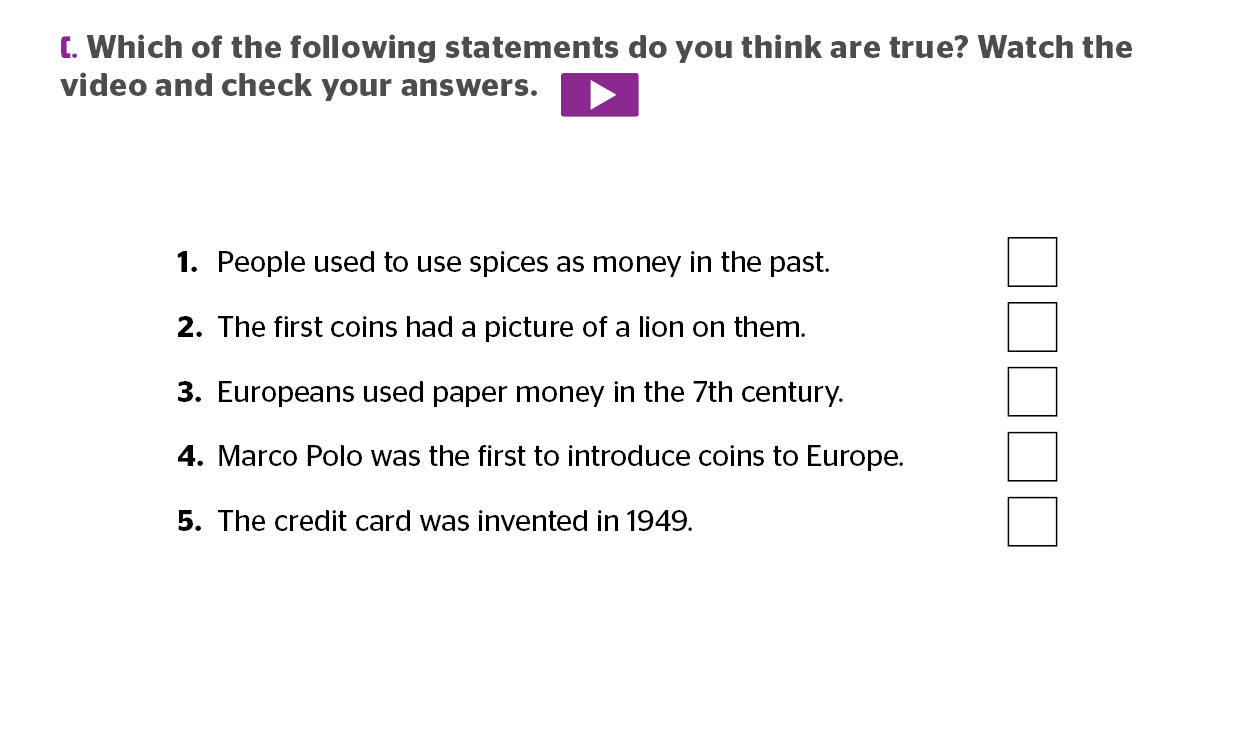 C. Which of the following statements do you think are true? Watch the
video and check your answers.
1. People used to use spices as money in the past.
2. The first coins had a picture of a lion on them.
3. Europeans used paper money in the 7th century.
4. Marco Polo was the first to introduce coins to Europe.
5. The credit card was invented in 1949.